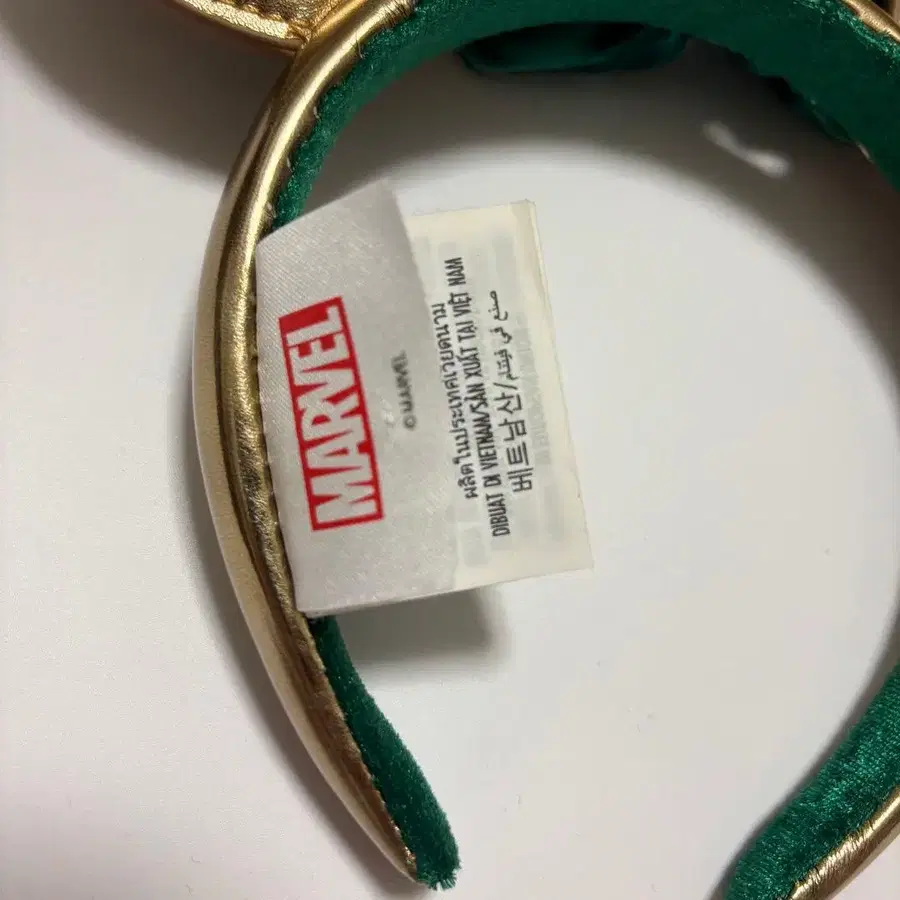 MARVEL
© MARVEL
ผลิตในประเทศเวียดนาม
DIBUAT DI VIETNAM/SẢN XUẤT TẠI VIỆT NAM
베트남산/صنع في فيتنام